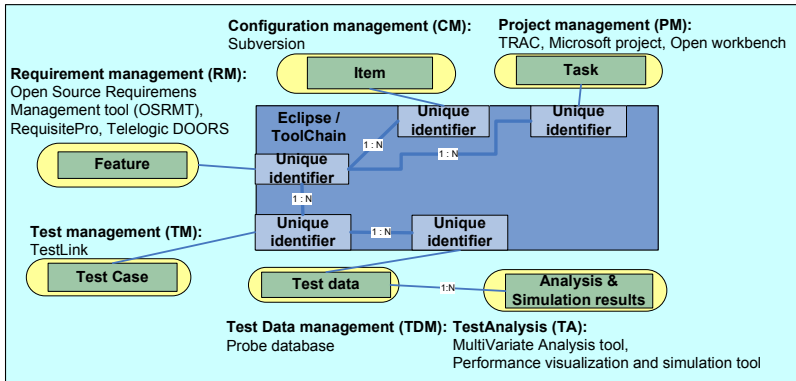 Configuration management (CM):
Subversion
Item
Project management (PM):
TRAC, Microsoft project, Open workbench
Task
Requirement management (RM):
Open Source Requiremens
Management tool (OSRMT),
RequisitePro, Telelogic DOORS
Feature
Eclipse /
ToolChain
Unique
identifier
Unique
identifier
1 : N
1 : N
Unique
identifier
1 : N
Unique
identifier
1 : N
Unique
identifier
Test management (TM):
TestLink
Test Case
Test data
1:N
Analysis &
Simulation results
Test Data management (TDM):
Probe database
TestAnalysis (TA):
MultiVariate Analysis tool,
Performance visualization and simulation tool